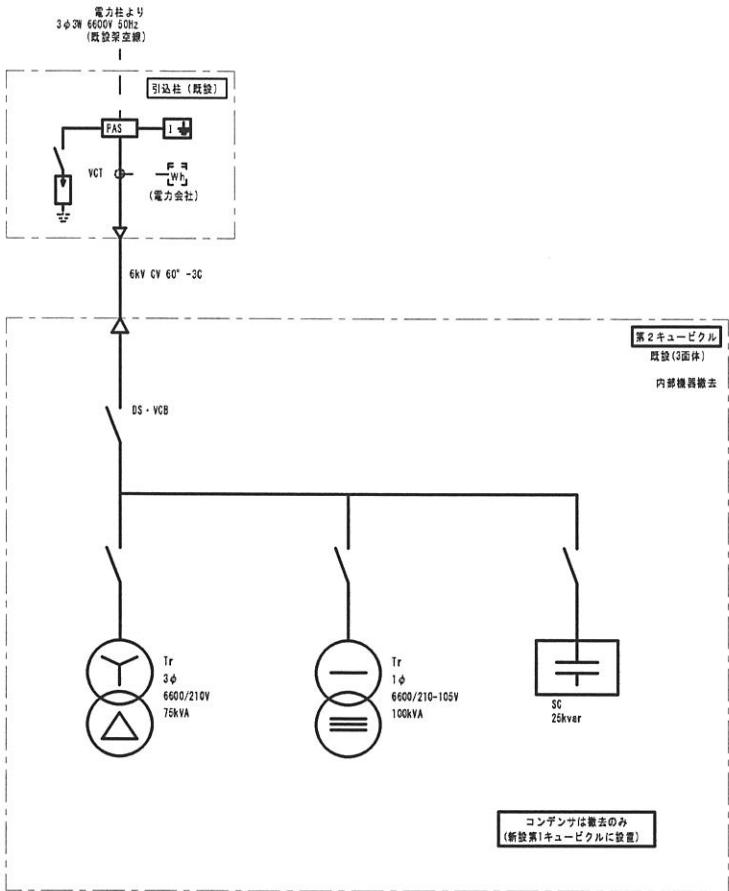 電力柱より
3φ3W 6600V 50Hz
(既設架空線)
引込柱(既設)
PAS
I
VCT
Wh
(電力会社)
6kV CV 60° -3C
第2キュービクル
既設(3面体)
内部機器撤去
DS・VCB
Tr
3φ
6600/210V
75kVA
Tr
1φ
6600/210-105V
100kVA
SC
25kvar
コンデンサは撤去のみ
(新設第1キュービクルに設置)